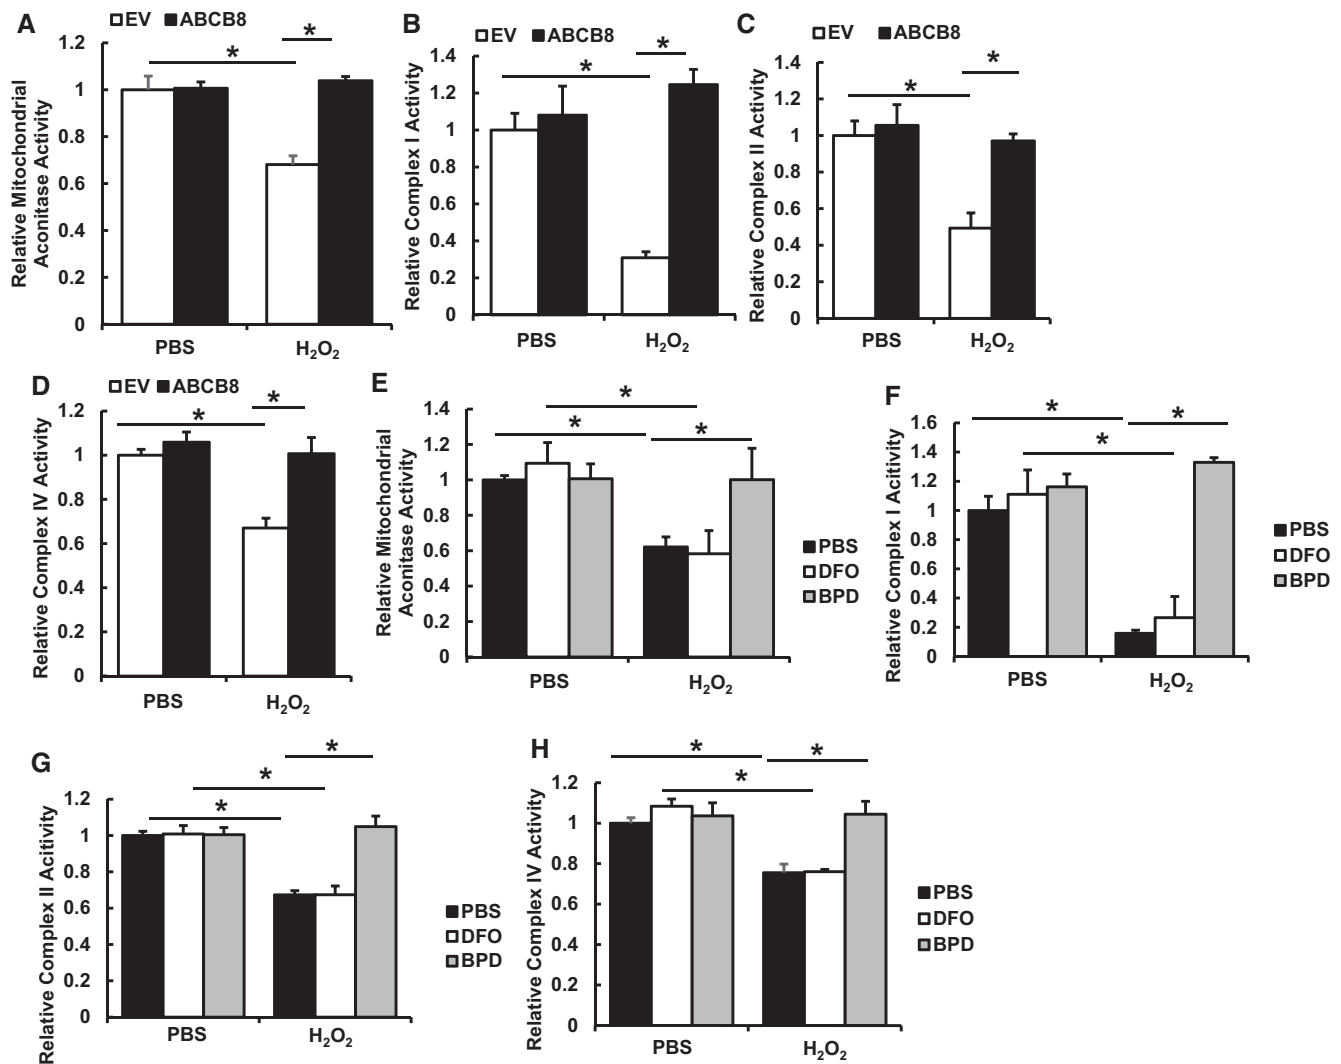 A
EV ABCB8
*
*
Relative Mitochondrial
Aconitase Activity
1.2
1
0.8
0.6
0.4
0.2
0
PBS
H₂O₂
B
EV ABCB8
*
*
Relative Complex I Activity
1.4
1.2
1
0.8
0.6
0.4
0.2
0
PBS
H₂O₂
C
EV ABCB8
*
*
Relative Complex II Activity
1.4
1.2
1
0.8
0.6
0.4
0.2
0
PBS
H₂O₂
D
EV ABCB8
*
*
Relative Complex IV Activity
1.2
1
0.8
0.6
0.4
0.2
0
PBS
H₂O₂
E
*
*
*
Relative Mitochondrial
Aconitase Activity
1.4
1.2
1
0.8
0.6
0.4
0.2
0
PBS
H₂O₂
PBS
DFO
BPD
F
*
*
*
Relative Complex I Acitivity
1.6
1.4
1.2
1
0.8
0.6
0.4
0.2
0
PBS
H₂O₂
PBS
DFO
BPD
G
*
*
*
Relative Complex II Acitivity
1.2
1
0.8
0.6
0.4
0.2
0
PBS
H₂O₂
PBS
DFO
BPD
H
*
*
*
Relative Complex IV Activity
1.2
1
0.8
0.6
0.4
0.2
0
PBS
H₂O₂
PBS
DFO
BPD